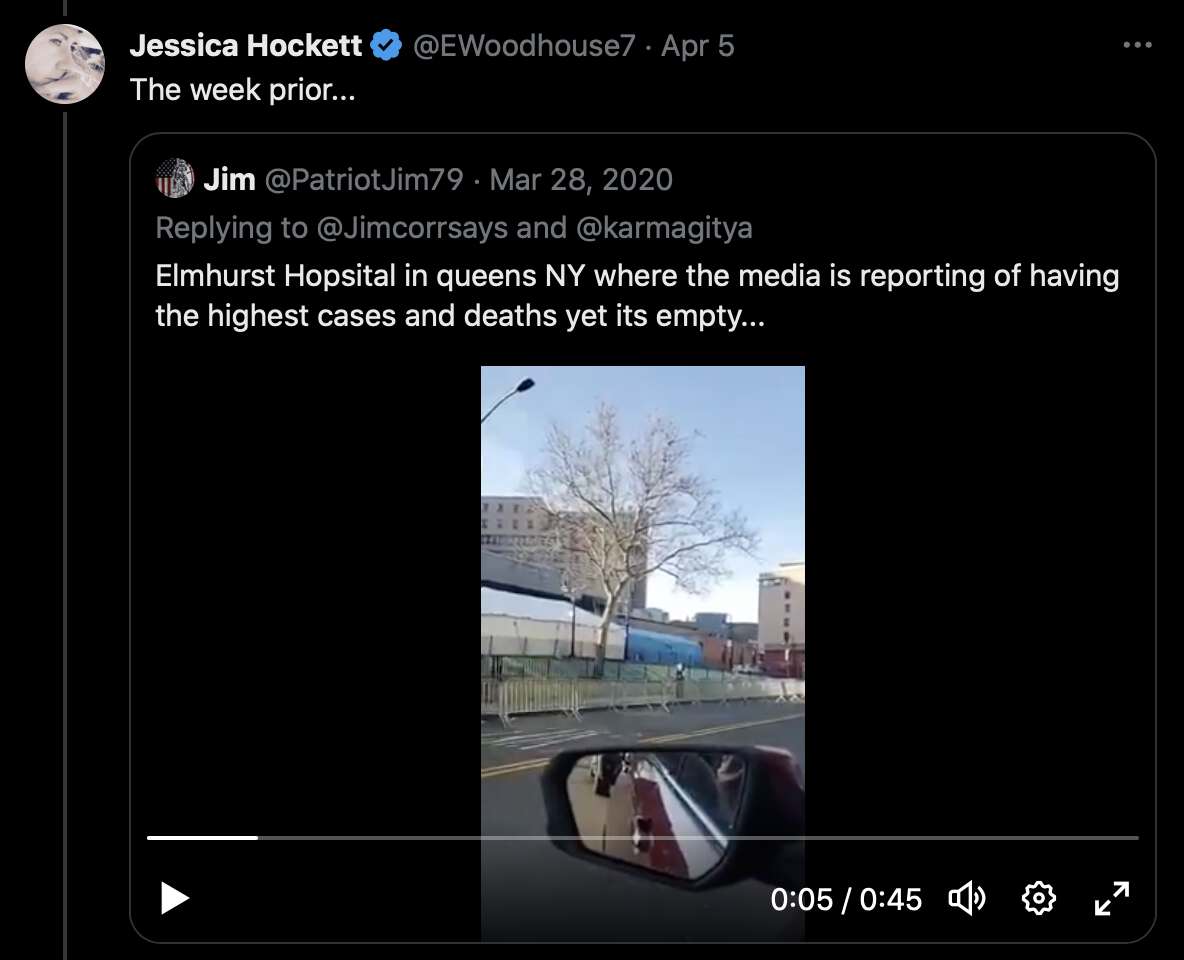 Jessica Hockett @EWoodhouse7 · Apr 5
The week prior...
Jim @PatriotJim79 · Mar 28, 2020
Replying to @Jimcorrsays and @karmagitya
Elmhurst Hopsital in queens NY where the media is reporting of having
the highest cases and deaths yet its empty...
0:05 / 0:45